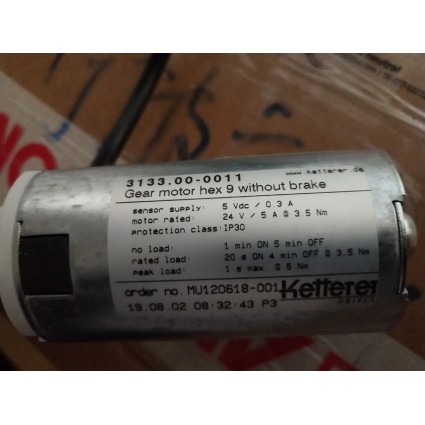 3133.00-0011
www.ketterer.de
Gear motor hex 9 without brake
sensor supply: 5 Vdc / 0.3 A
motor rated: 24 V / 5 A @ 3.5 Nm
protection class: IP30
no load: 1 min ON 5 min OFF
rated load: 20 s ON 4 min OFF @ 3.5 Nm
peak load: 1 s max. @ 5 Nm
order no. MU120618-001
Ketterer
19.08.02 08:32:43 P3